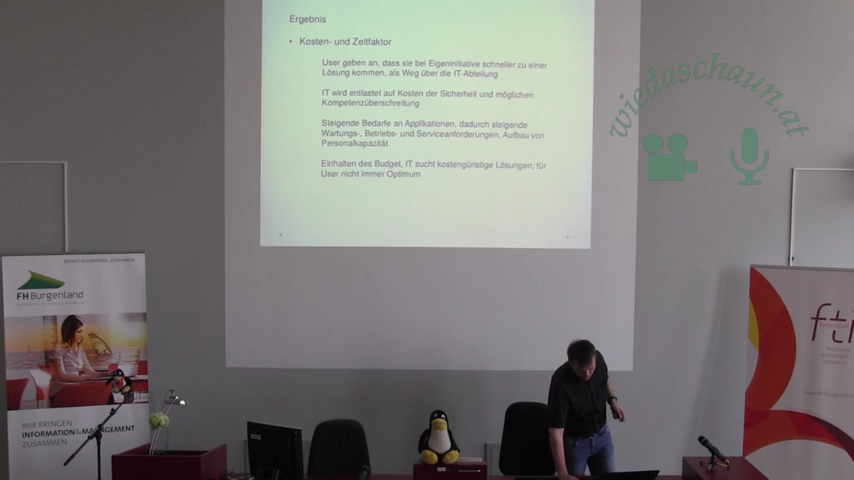 Ergebnis
• Kosten- und Zeitfaktor
User geben an, dass sie bei Eigeninitiative schneller zu einer
Lösung kommen, als Weg über die IT-Abteilung
IT wird entlastet auf Kosten der Sicherheit und möglichen
Kompetenzüberschreitung
Steigende Bedarfe an Applikationen, dadurch steigende
Wartungs-, Betriebs- und Serviceanforderungen, Aufbau von
Personalkapazität
Einhalten des Budget, IT sucht kostengünstige Lösungen, für
User nicht immer Optimum
wiedaschaun.at
FH Burgenland
WIR BRINGEN
INFORMATION & MANAGEMENT
ZUSAMMEN.
fti